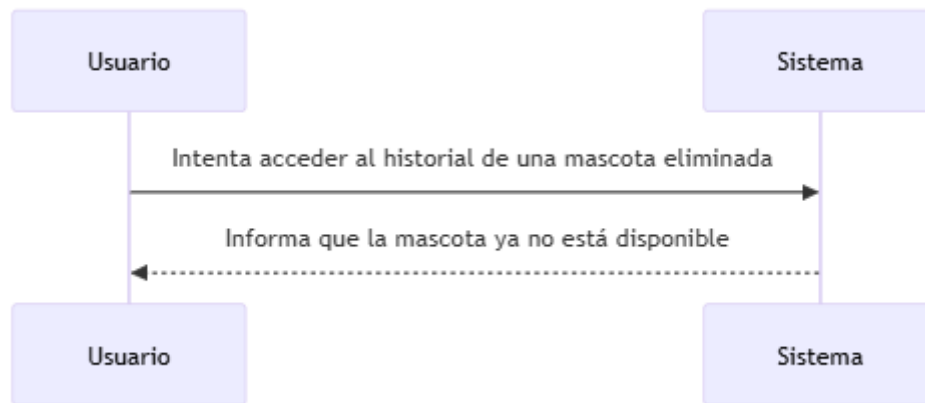 Usuario
Sistema
Intenta acceder al historial de una mascota eliminada
Informa que la mascota ya no está disponible
Usuario
Sistema